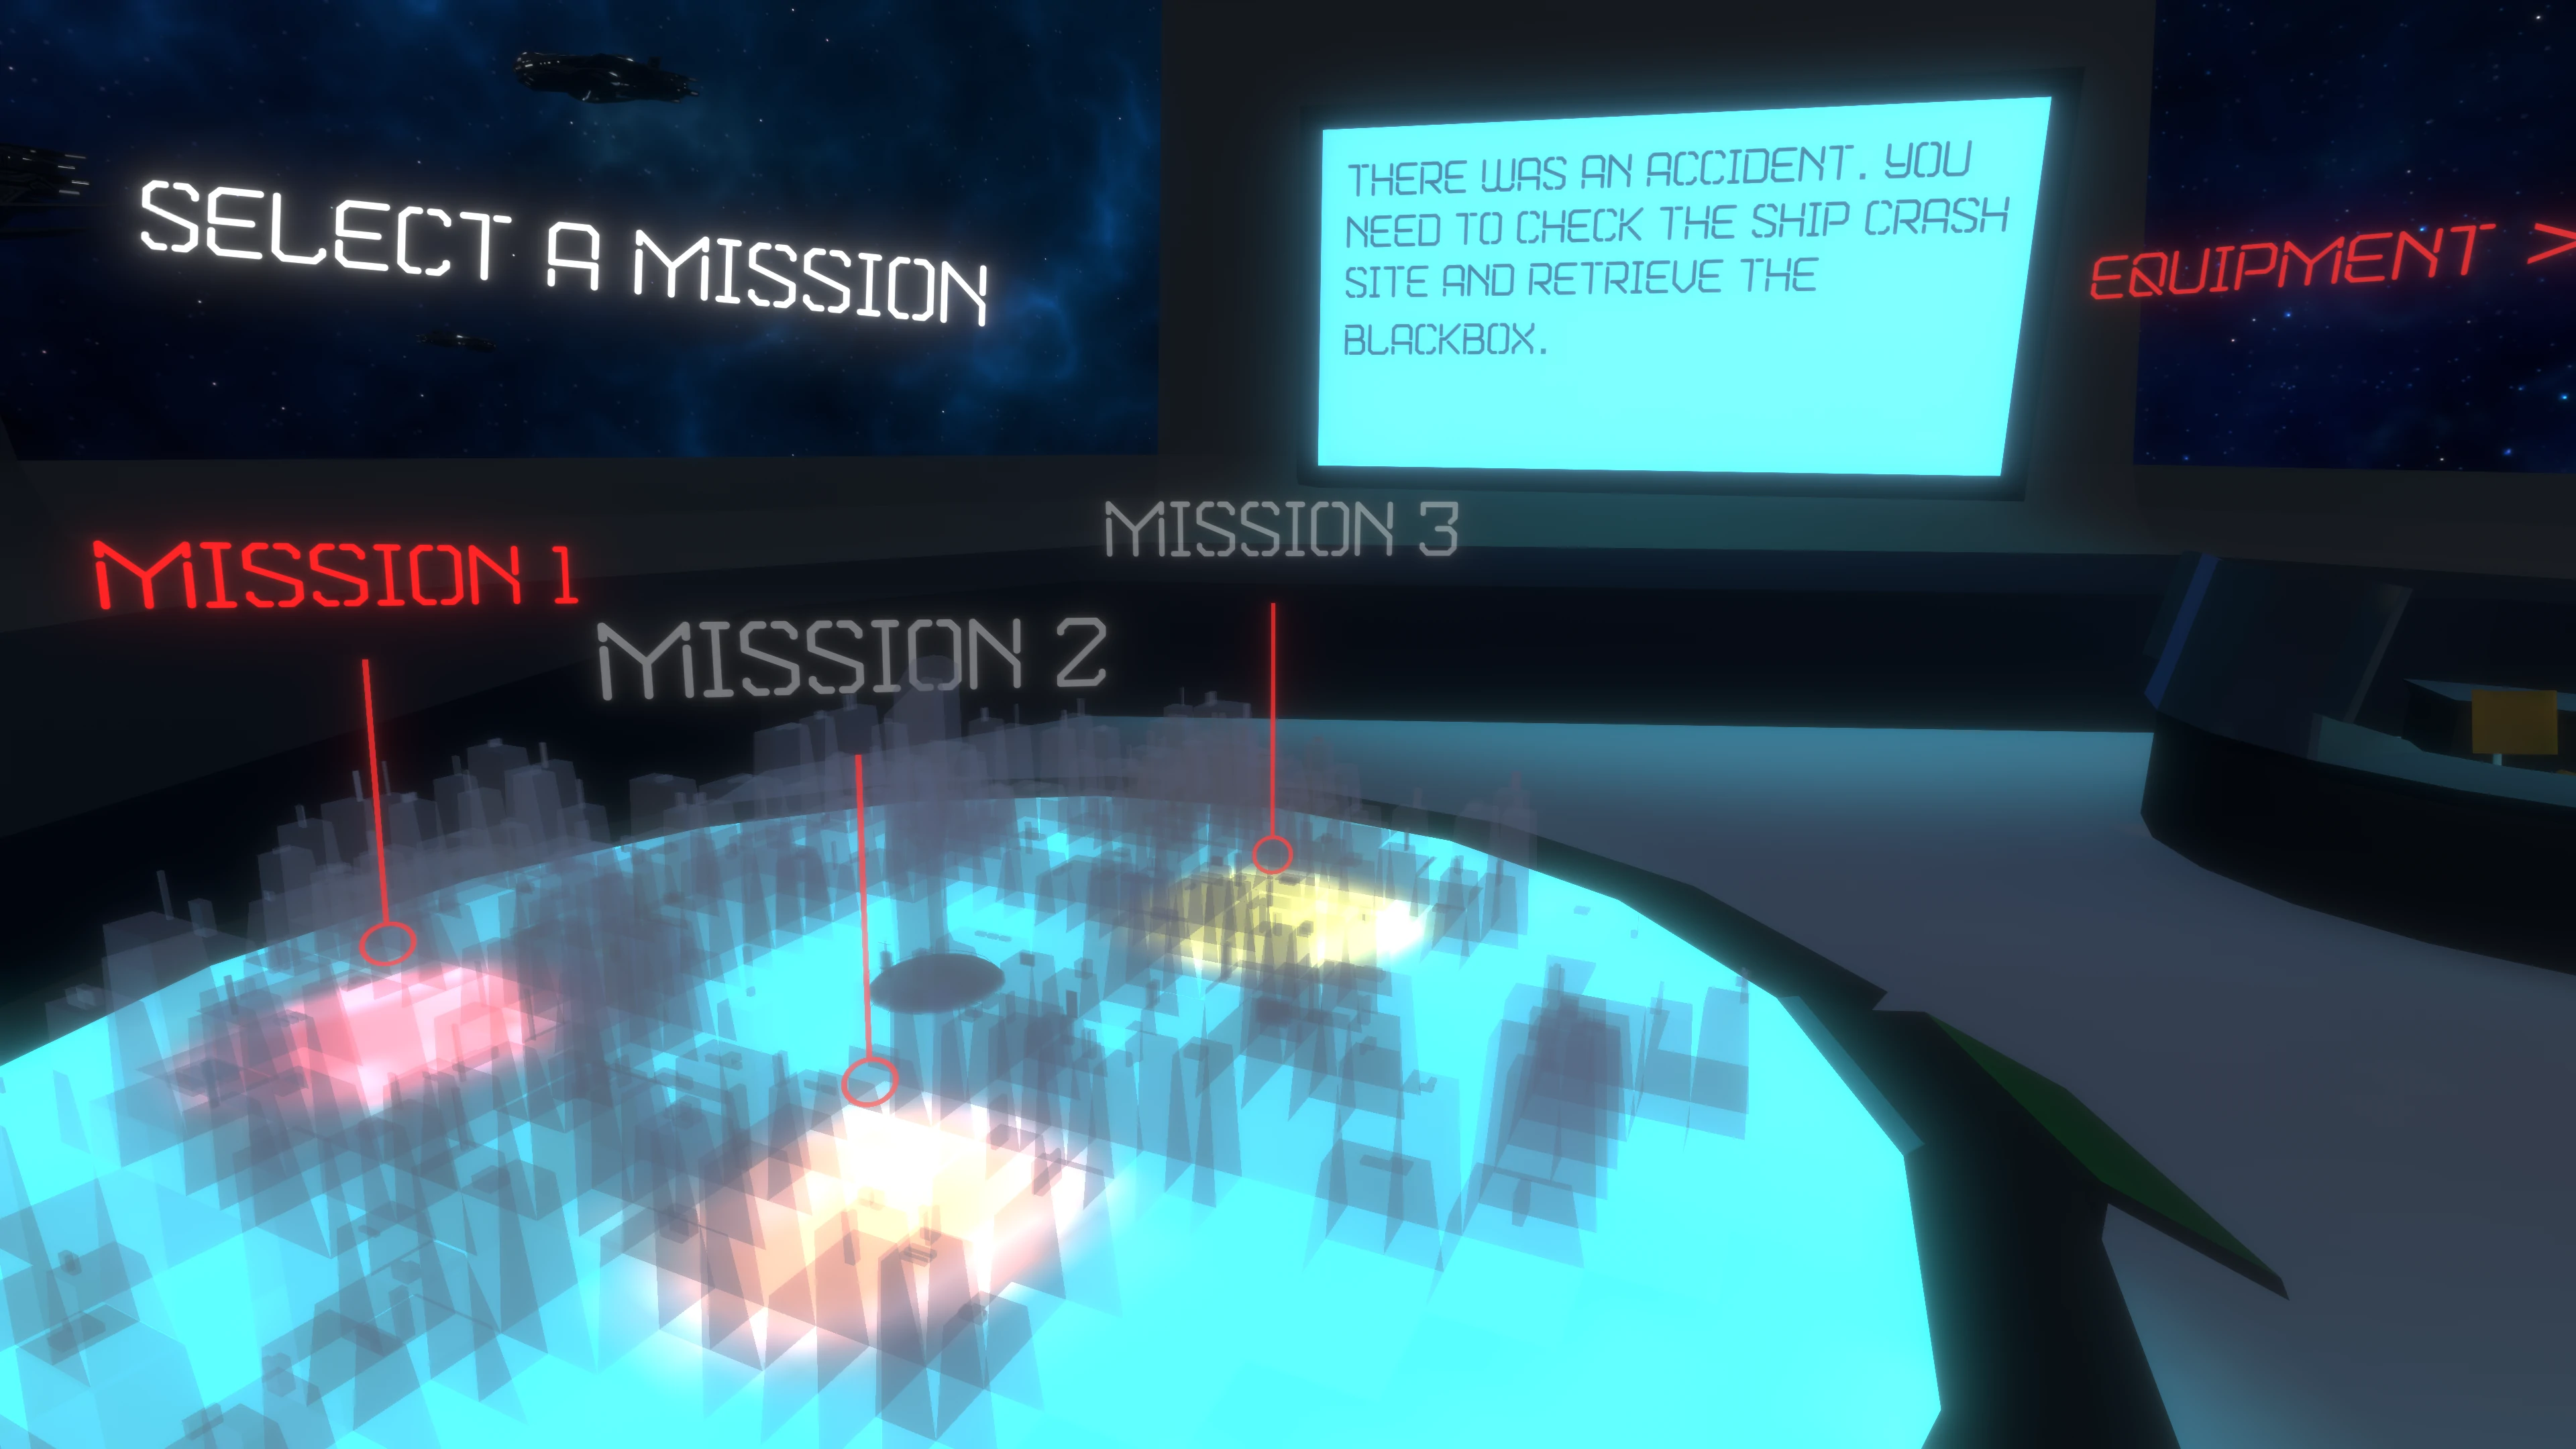 SELECT A MISSION
THERE WAS AN ACCIDENT. YOU
NEED TO CHECK THE SHIP CRASH
SITE AND RETRIEVE THE
BLACKBOX.
EQUIPMENT >
MISSION 1
MISSION 2
MISSION 3